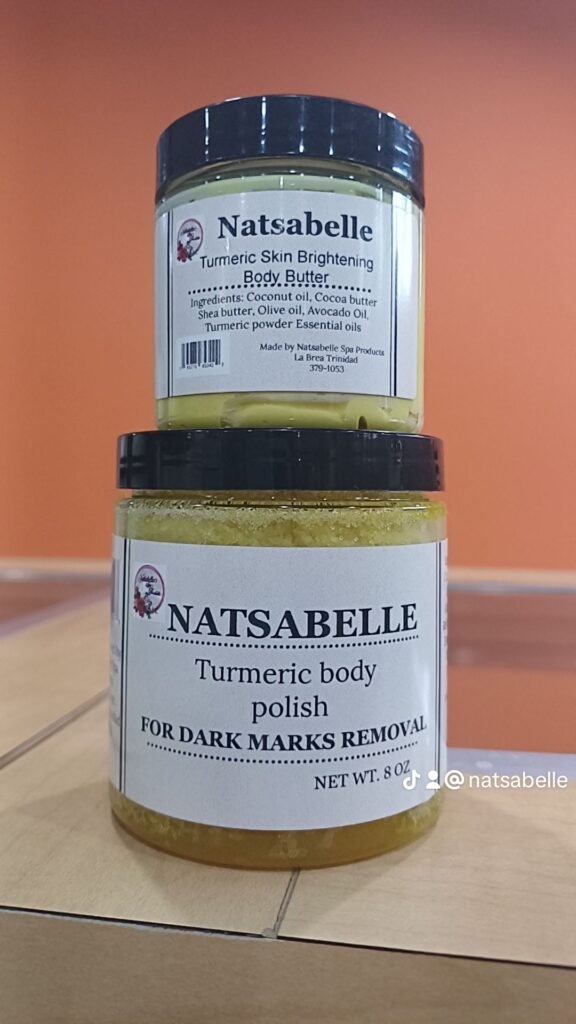 Natsabelle
Turmeric Skin Brightening
Body Butter
Ingredients: Coconut oil, Cocoa butter
Shea butter, Olive oil, Avocado Oil,
Turmeric powder Essential oils
Made by Natsabelle Spa Products
La Brea Trinidad
379-1053
NATSABELLE
Turmeric body
polish
FOR DARK MARKS REMOVAL
NET WT. 8 OZ
@natsabelle